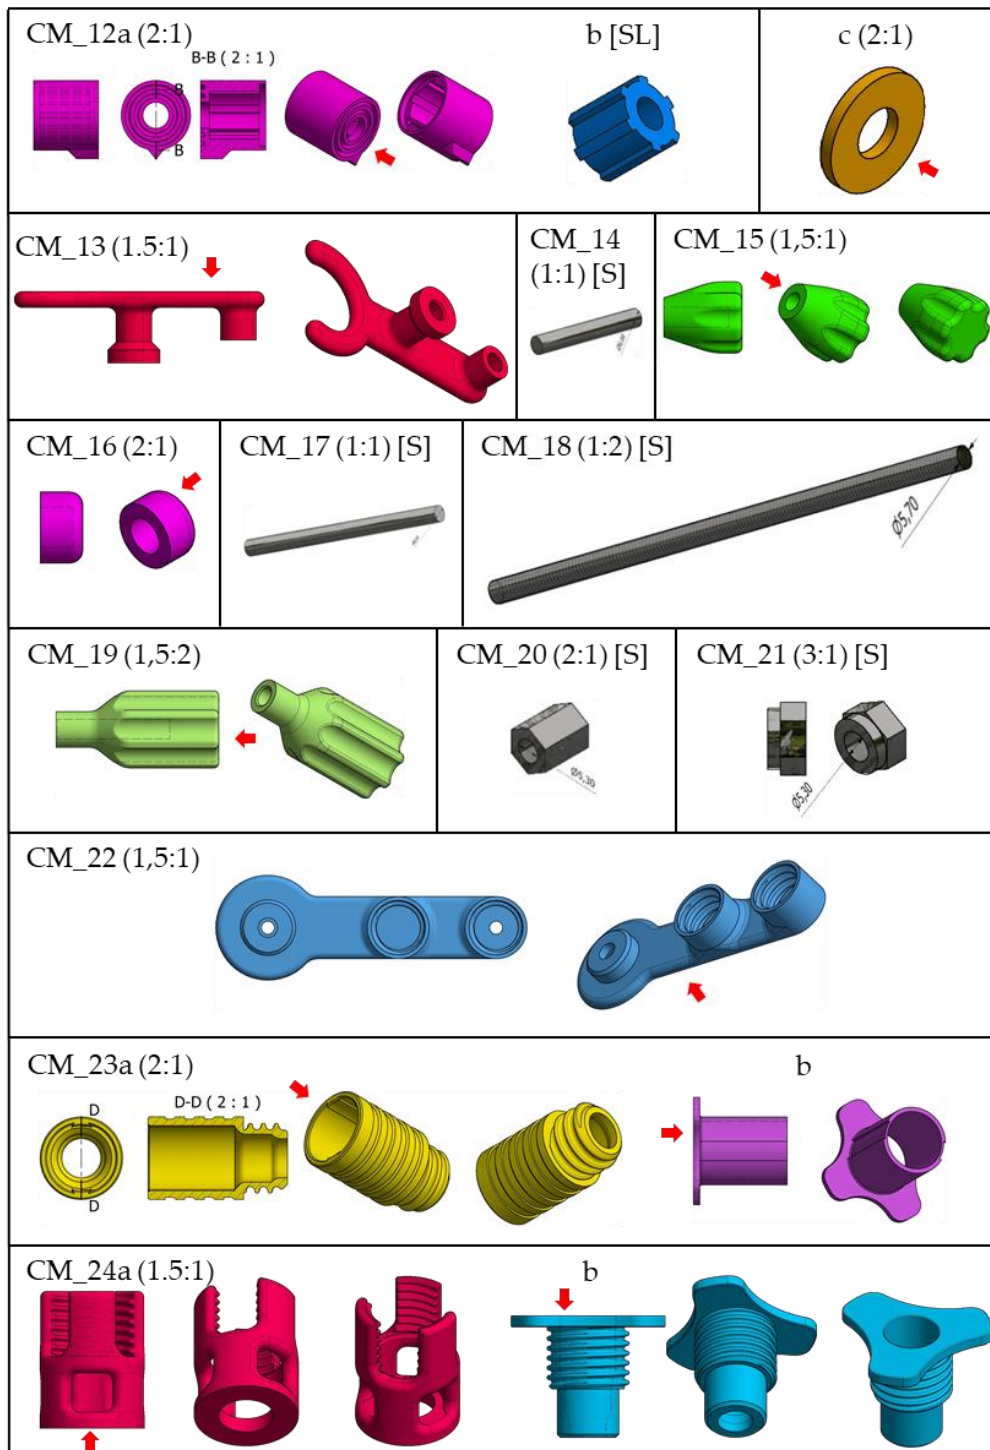 CM_12a (2:1)
B-B ( 2 : 1 )
B
B
b [SL]
c (2:1)
CM_13 (1.5:1)
CM_14
(1:1) [S]
CM_15 (1,5:1)
CM_16 (2:1)
CM_17 (1:1) [S]
CM_18 (1:2) [S]
Ø5,70
CM_19 (1,5:2)
CM_20 (2:1) [S]
Ø5,30
CM_21 (3:1) [S]
Ø5,30
CM_22 (1,5:1)
CM_23a (2:1)
D
D-D ( 2 : 1 )
D
b
CM_24a (1.5:1)
b